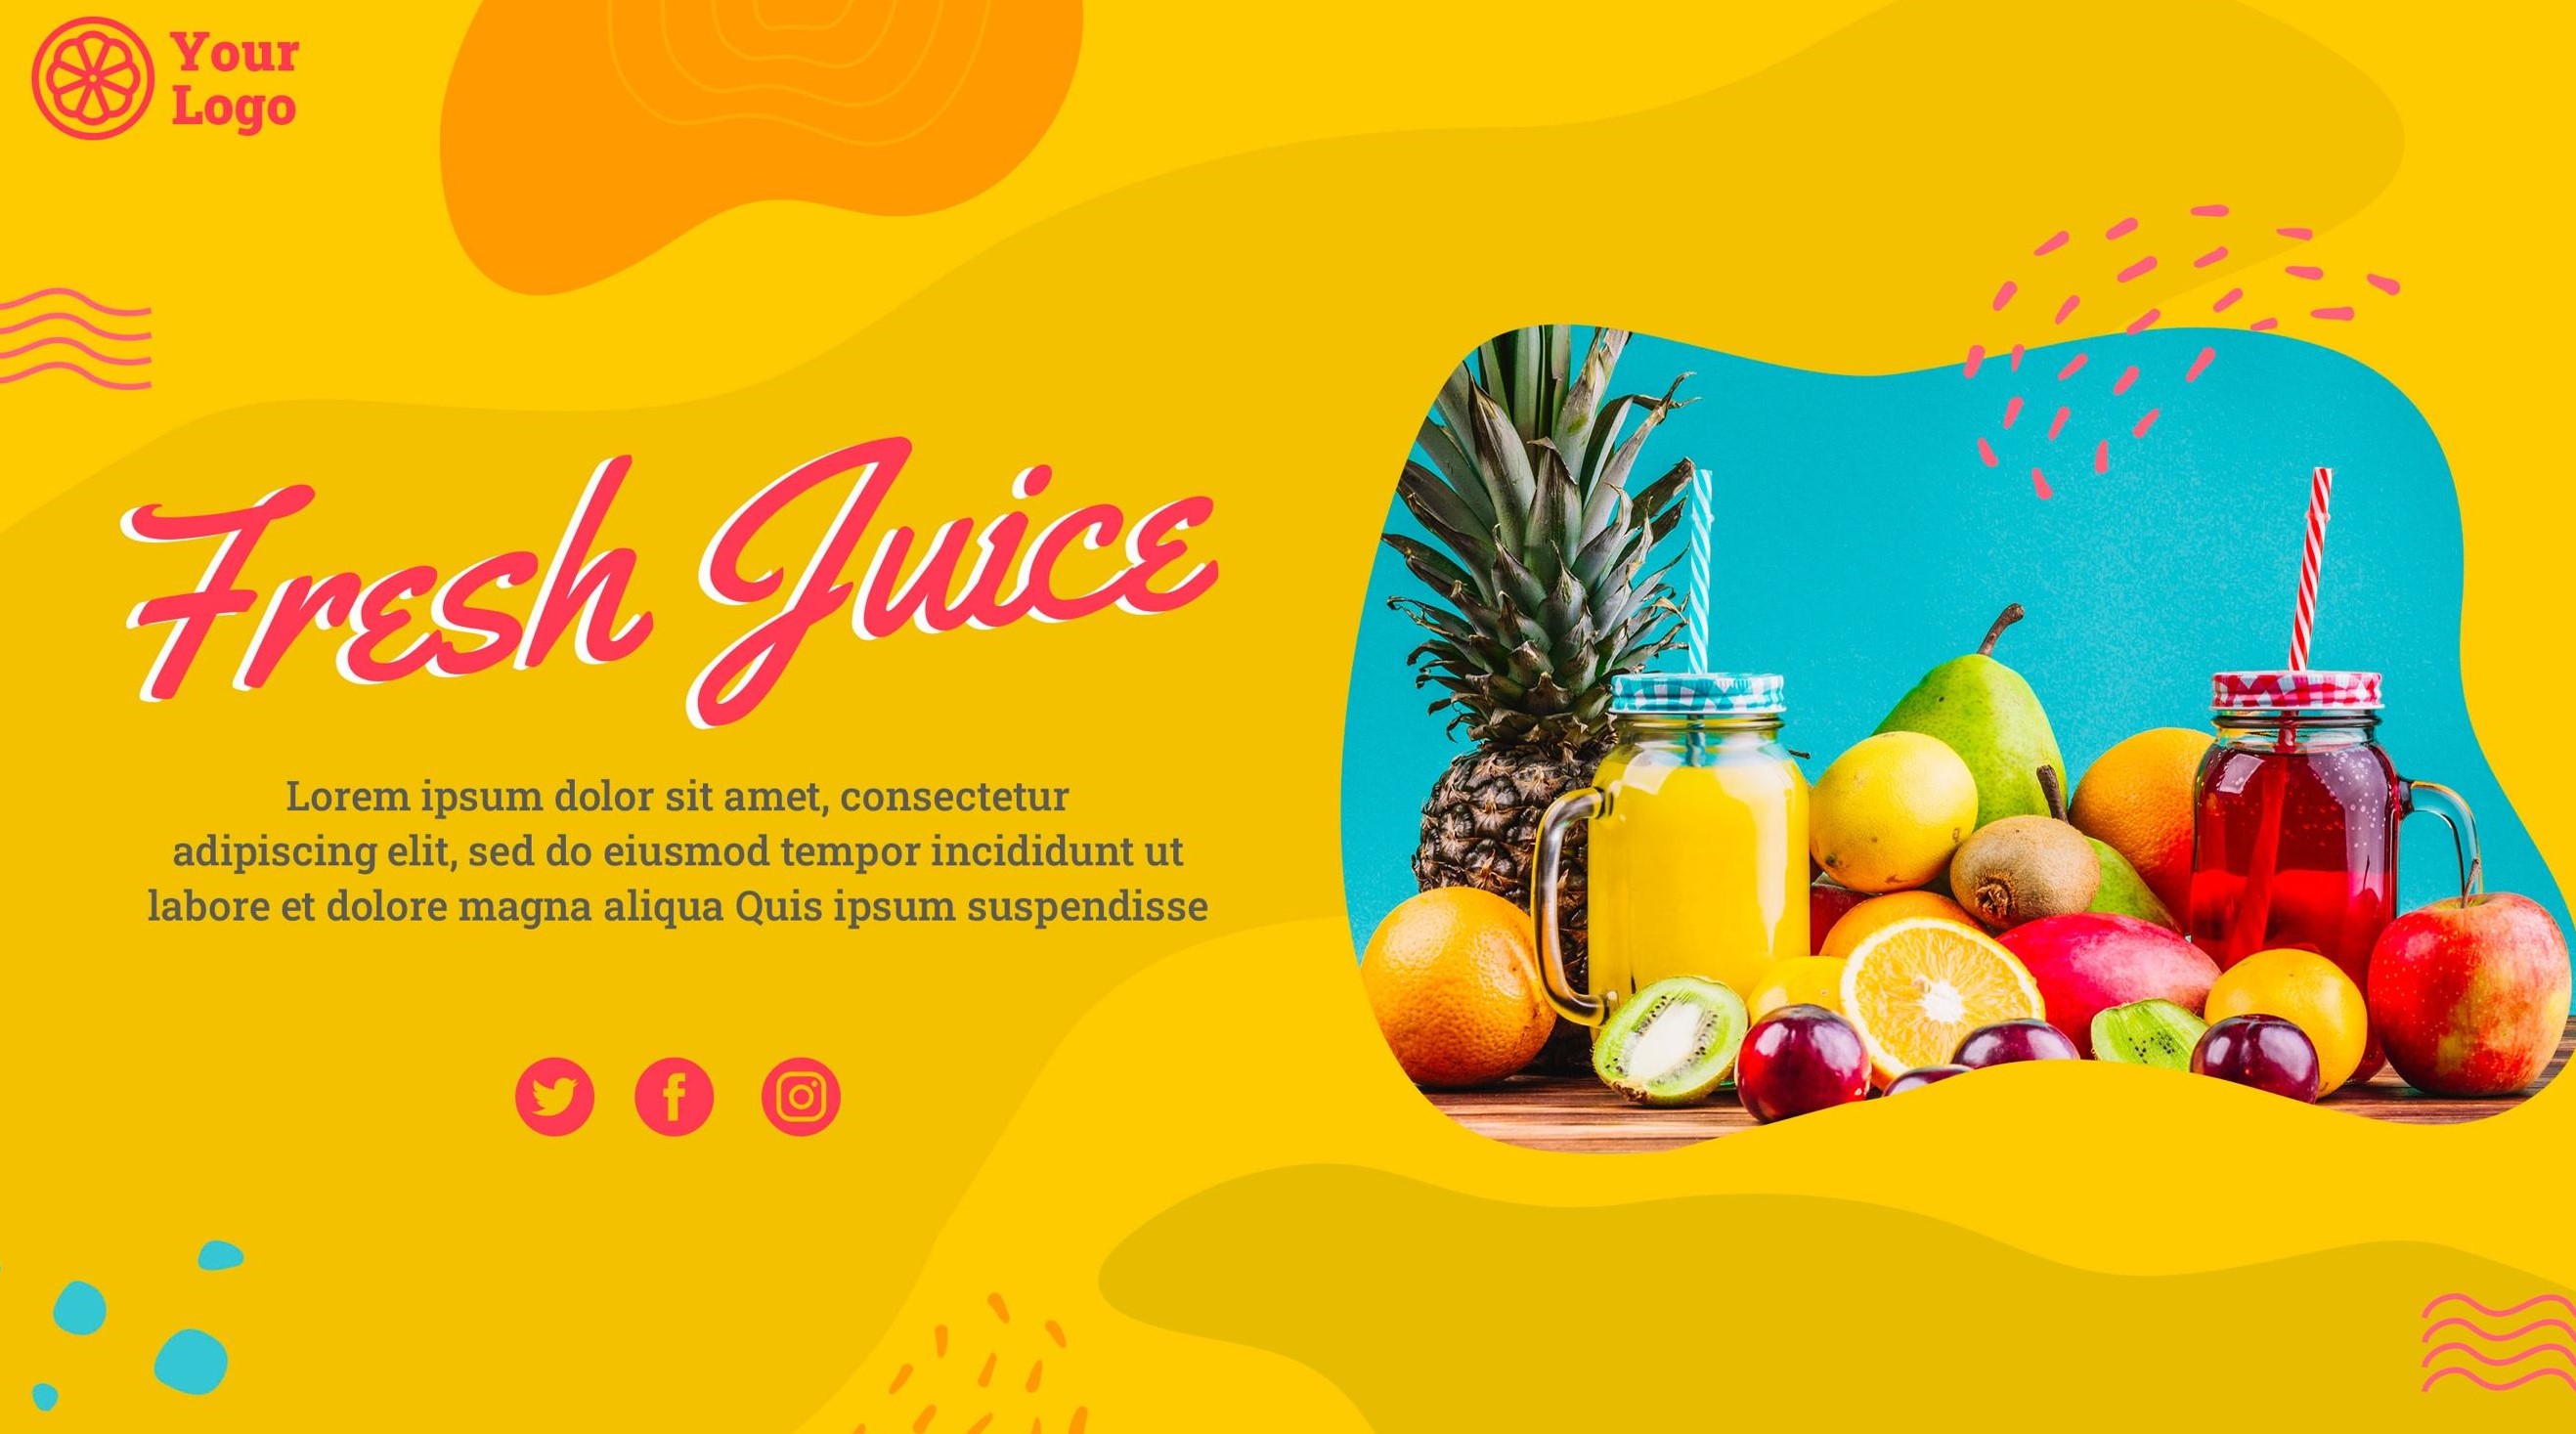 Your
Logo
Fresh Juice
Lorem ipsum dolor sit amet, consectetur
adipiscing elit, sed do eiusmod tempor incididunt ut
labore et dolore magna aliqua Quis ipsum suspendisse